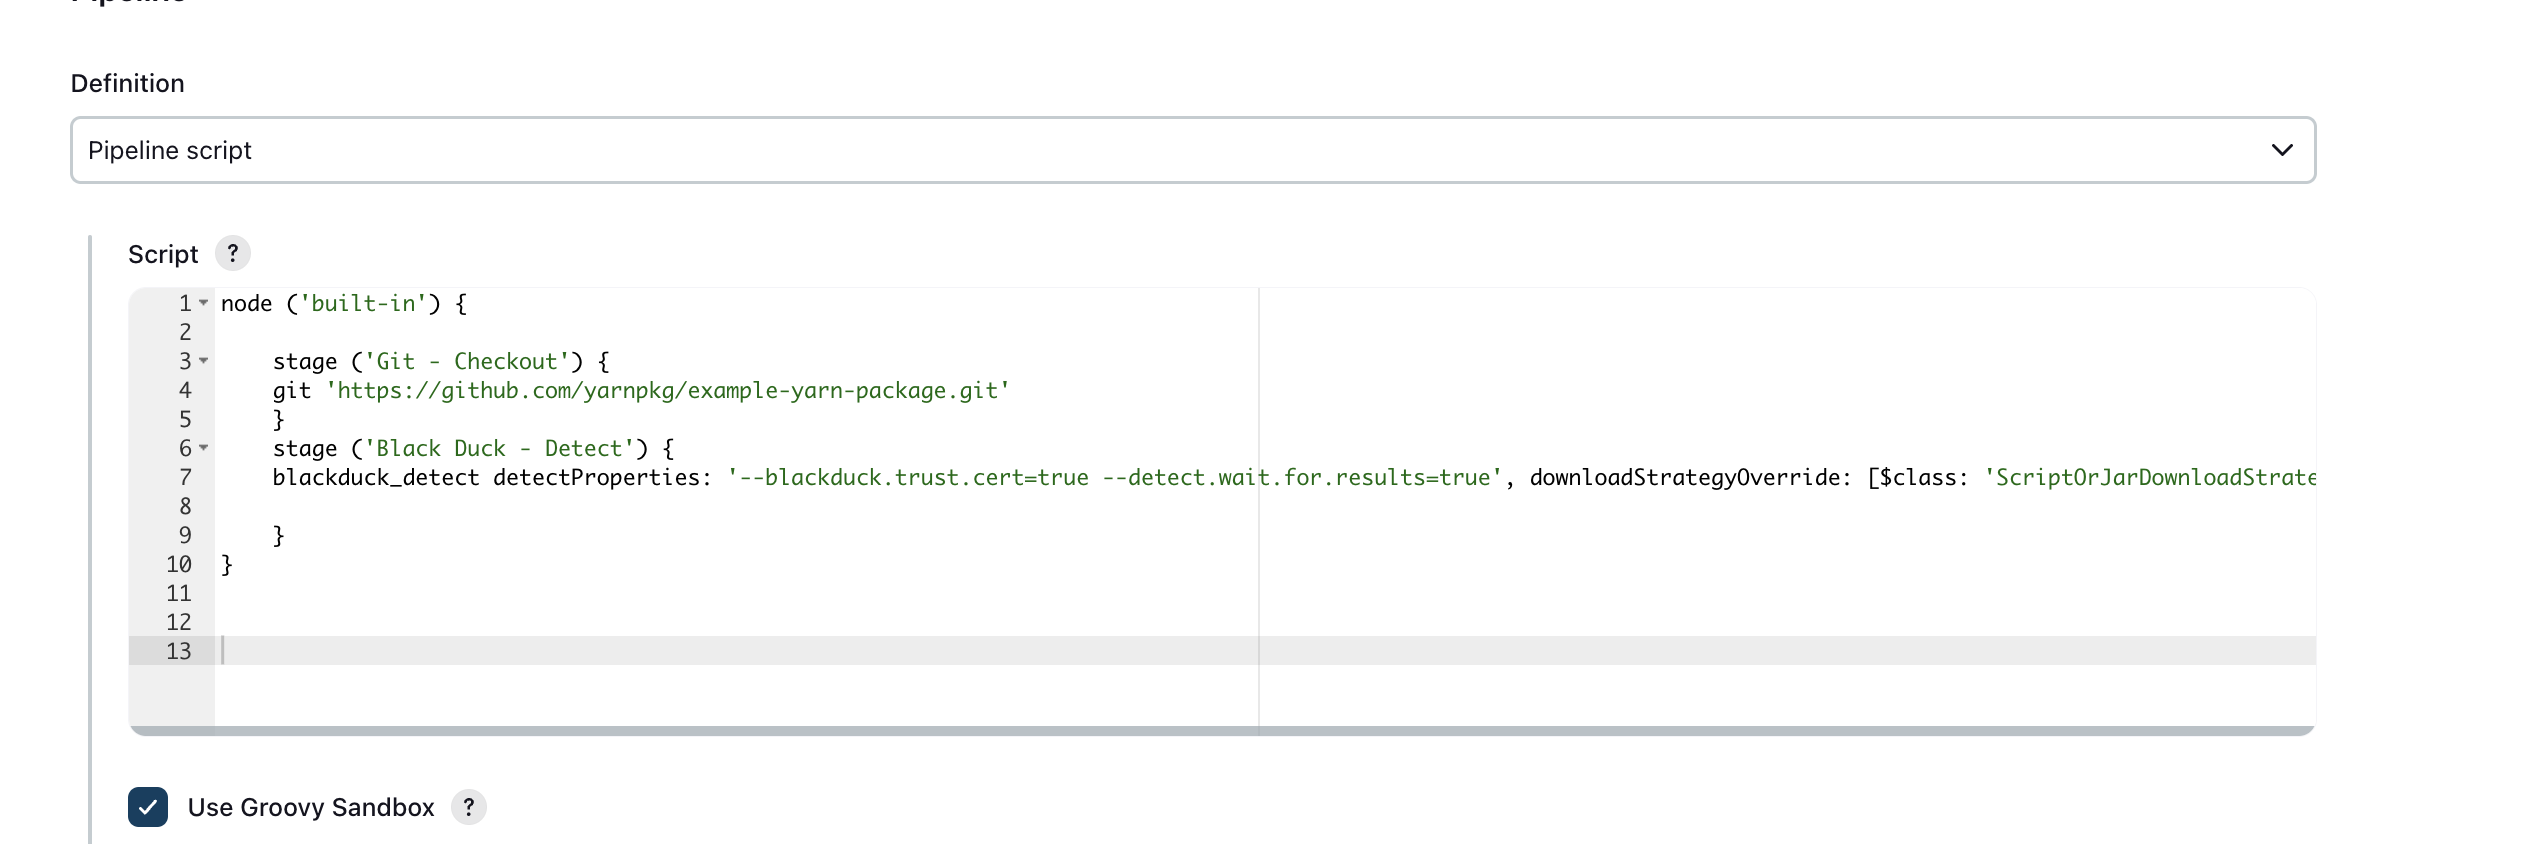 Definition
Pipeline script
Script ?
1 node ('built-in') {
2
3 stage ('Git - Checkout') {
4 git 'https://github.com/yarnpkg/example-yarn-package.git'
5 }
6 stage ('Black Duck - Detect') {
7 blackduck_detect detectProperties: '--blackduck.trust.cert=true --detect.wait.for.results=true', downloadStrategyOverride: [$class: 'ScriptOrJarDownloadStrate
8
9 }
10 }
11
12
13
Use Groovy Sandbox ?